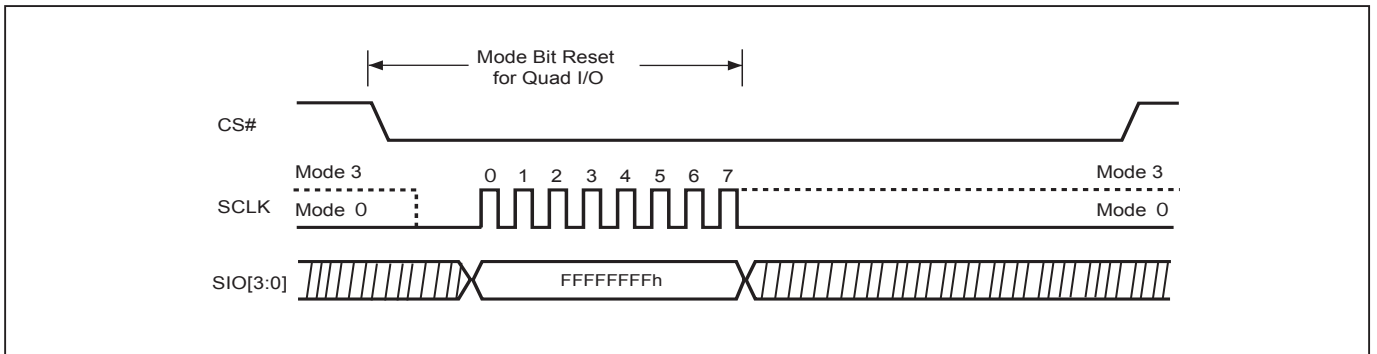 Mode Bit Reset
for Quad I/O
CS#
Mode 3
0 1 2 3 4 5 6 7
Mode 3
SCLK
Mode 0
Mode 0
SIO[3:0]
FFFFFFFFh